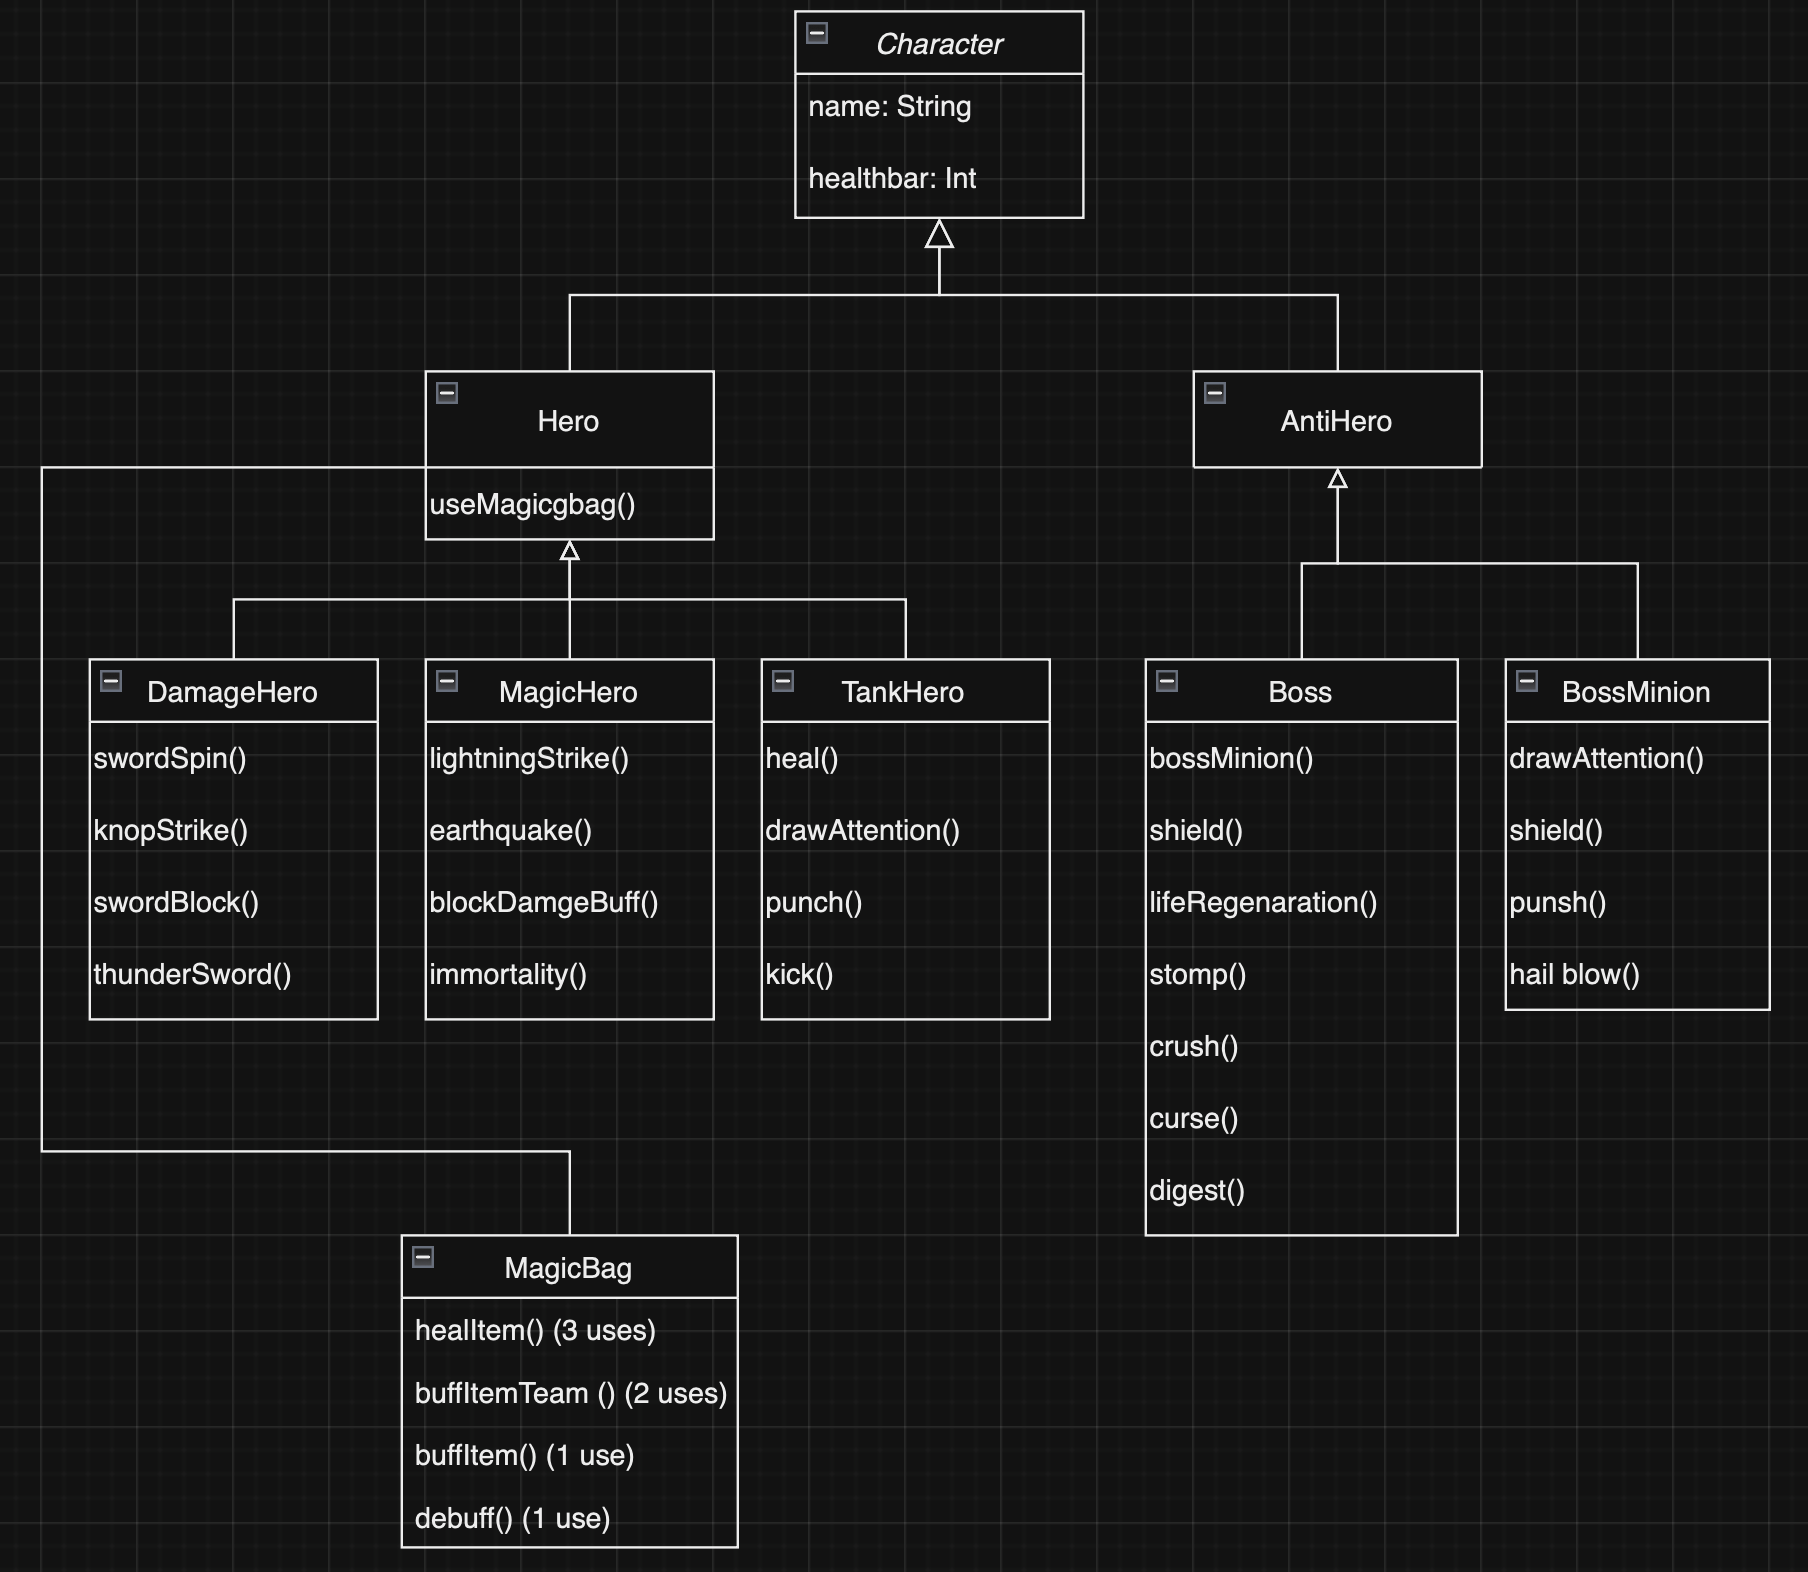 Character
name: String
healthbar: Int
Hero
useMagicgbag()
AntiHero
DamageHero
swordSpin()
knopStrike()
swordBlock()
thunderSword()
MagicHero
lightningStrike()
earthquake()
blockDamgeBuff()
immortality()
TankHero
heal()
drawAttention()
punch()
kick()
Boss
bossMinion()
shield()
lifeRegenaration()
stomp()
crush()
curse()
digest()
BossMinion
drawAttention()
shield()
punsh()
hail blow()
MagicBag
healItem() (3 uses)
buffItemTeam () (2 uses)
buffItem() (1 use)
debuff() (1 use)